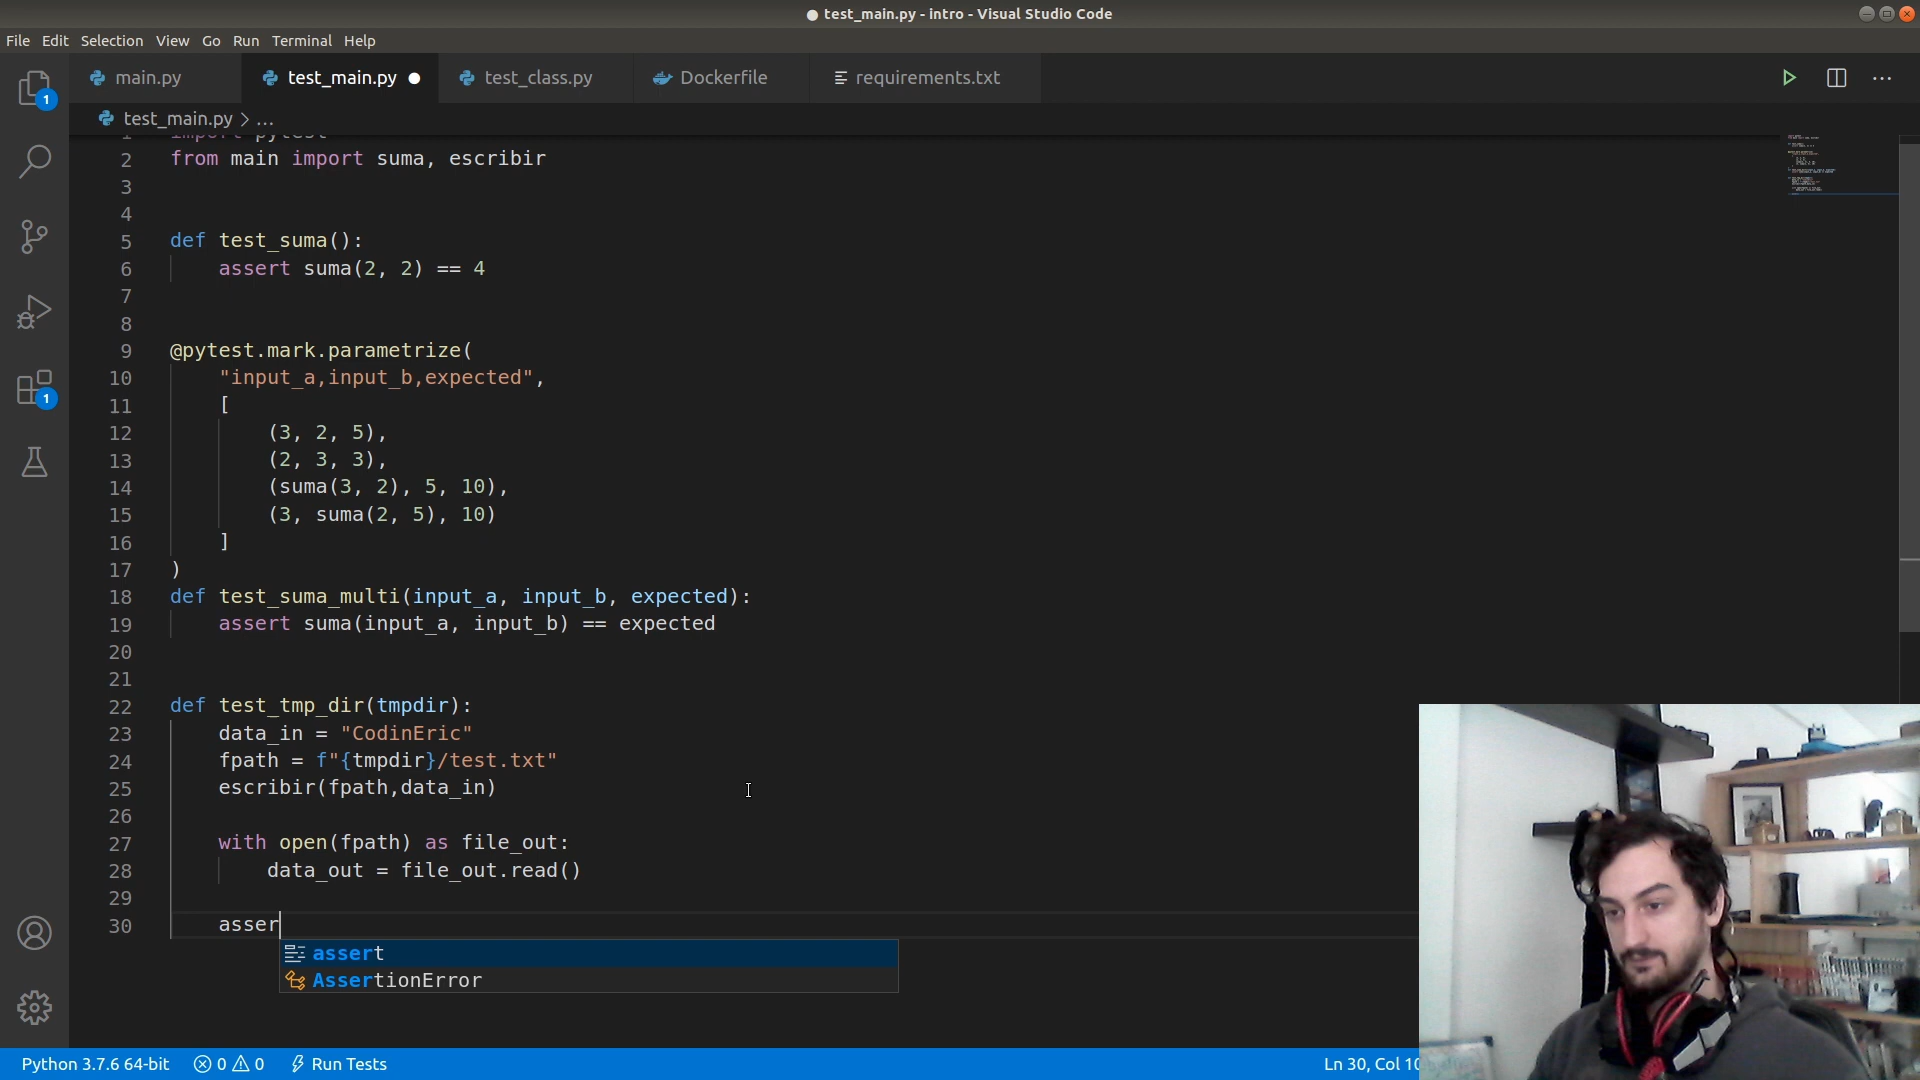 ● test_main.py - intro - Visual Studio Code
File Edit Selection View Go Run Terminal Help
main.py test_main.py ● test_class.py Dockerfile requirements.txt
1
test_main.py > ...
1 import pytest
2 from main import suma, escribir
3
4
5 def test_suma():
6 assert suma(2, 2) == 4
7
8
9 @pytest.mark.parametrize(
10 "input_a,input_b,expected",
11 [
12 (3, 2, 5),
13 (2, 3, 3),
14 (suma(3, 2), 5, 10),
15 (3, suma(2, 5), 10)
16 ]
17 )
18 def test_suma_multi(input_a, input_b, expected):
19 assert suma(input_a, input_b) == expected
20
21
22 def test_tmp_dir(tmpdir):
23 data_in = "CodinEric"
24 fpath = f"{tmpdir}/test.txt"
25 escribir(fpath,data_in)
26
27 with open(fpath) as file_out:
28 data_out = file_out.read()
29
30 asser
assert
AssertionError
1
Python 3.7.6 64-bit 0 0 Run Tests
Ln 30, Col 10